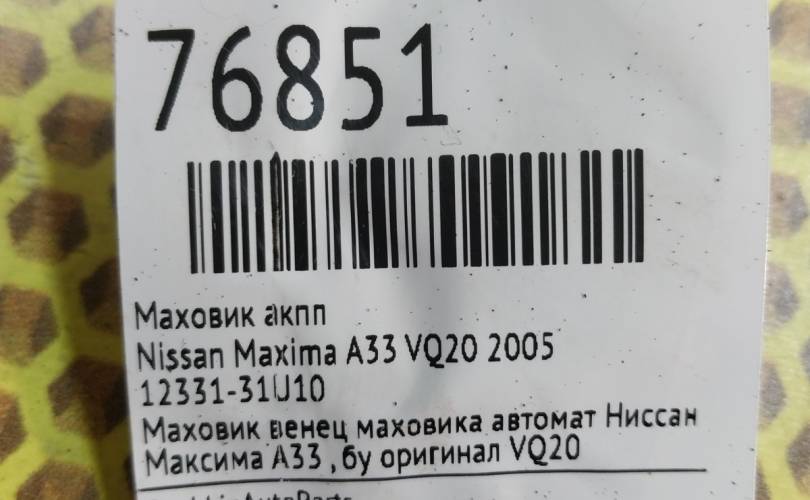 76851
Маховик акпп
Nissan Maxima A33 VQ20 2005
12331-31U10
Маховик венец маховика автомат Ниссан
Максима А33 , бу оригинал VQ20